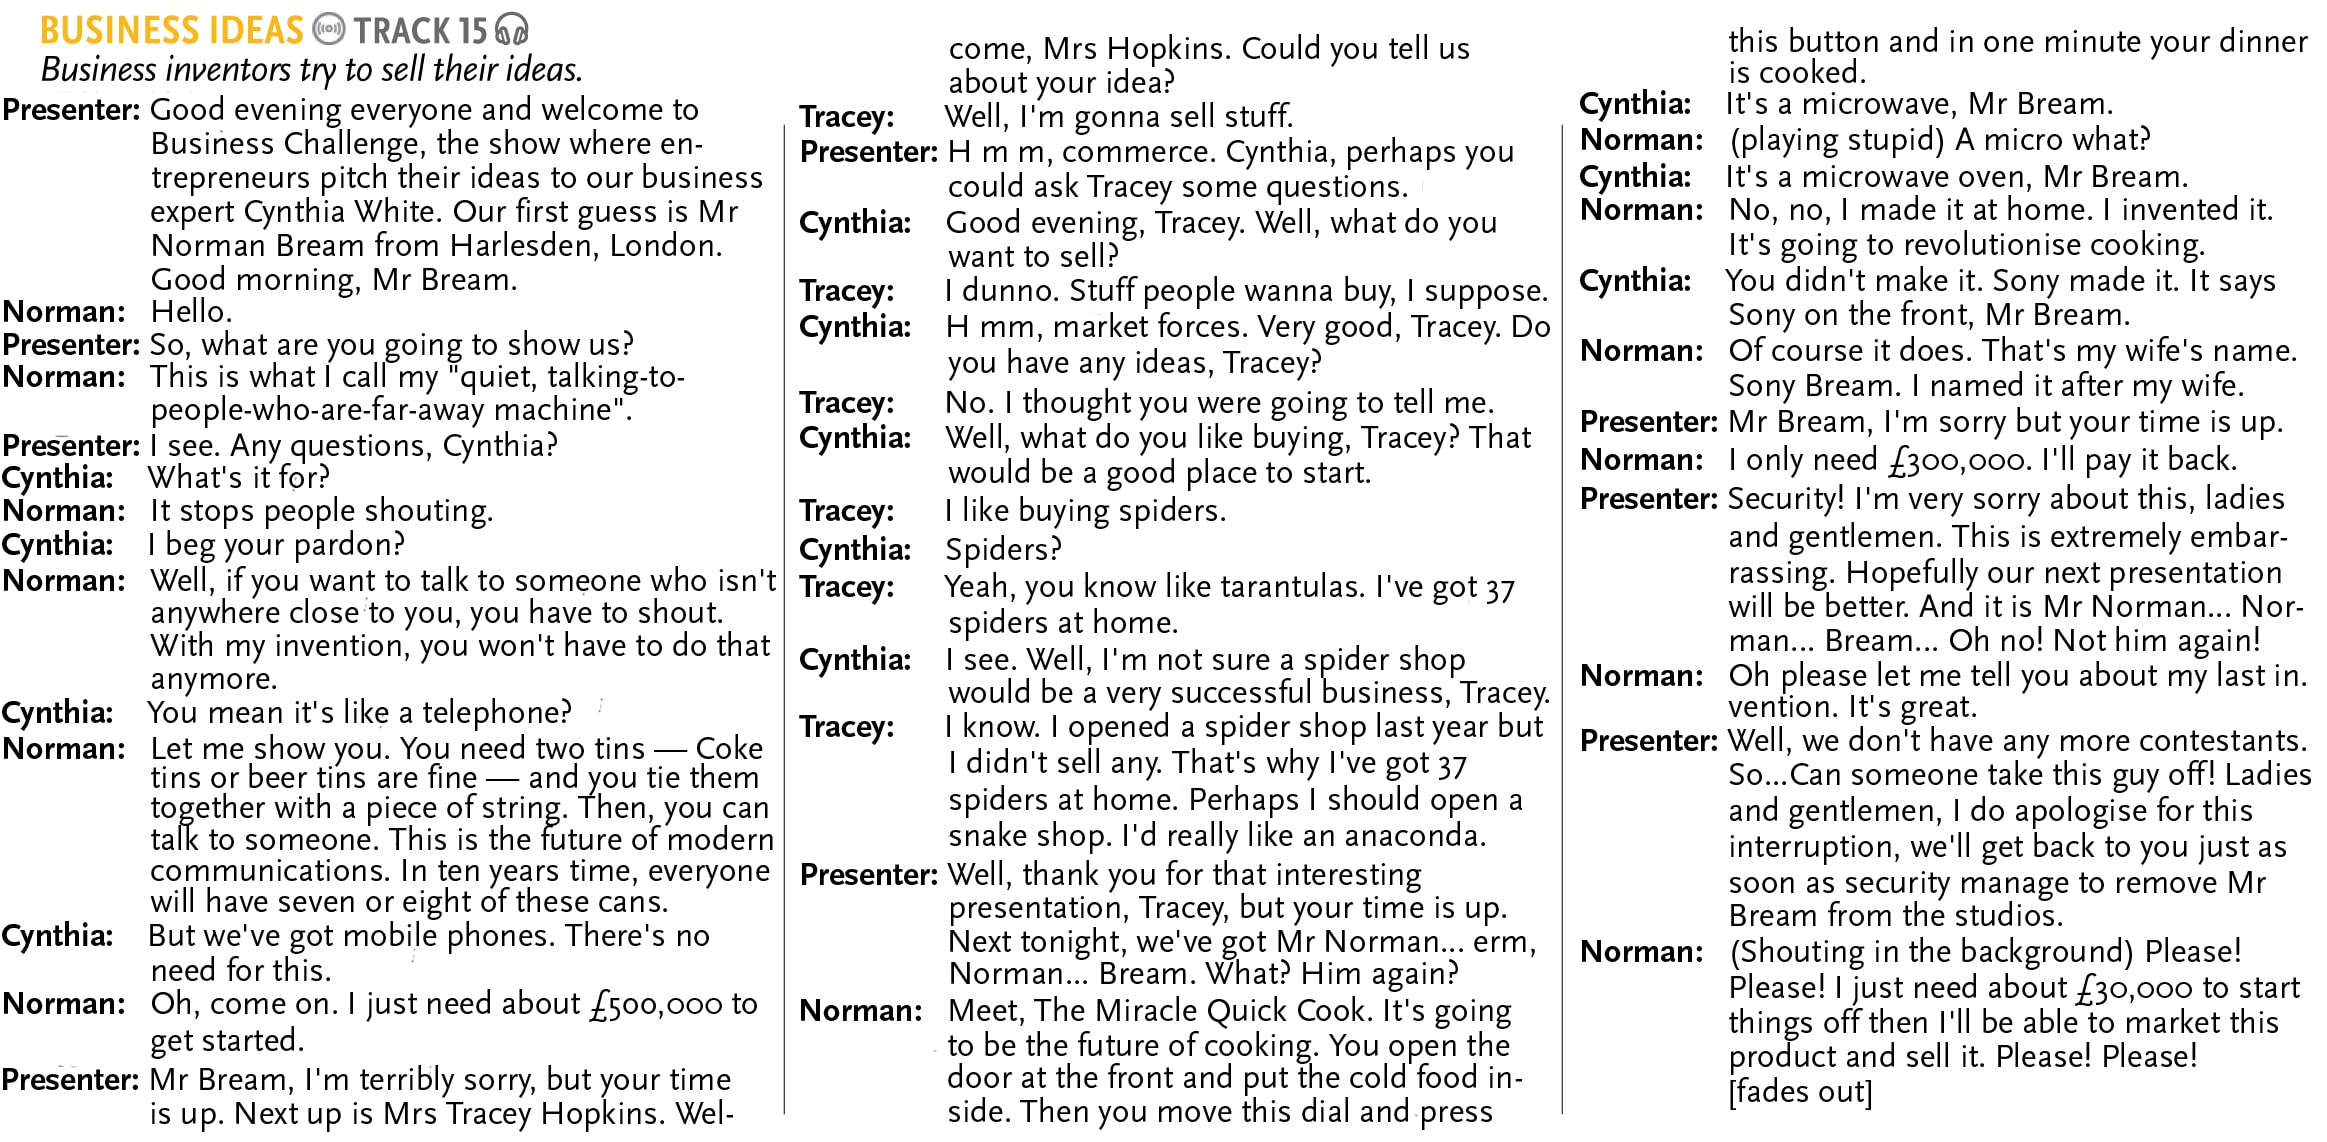 BUSINESS IDEAS TRACK 15
Business inventors try to sell their ideas.
Presenter: Good evening everyone and welcome to
Business Challenge, the show where en-
trepreneurs pitch their ideas to our business
expert Cynthia White. Our first guess is Mr
Norman Bream from Harlesden, London.
Good morning, Mr Bream.
Norman: Hello.
Presenter: So, what are you going to show us?
Norman: This is what I call my "quiet, talking-to-
people-who-are-far-away machine".
Presenter: I see. Any questions, Cynthia?
Cynthia: What's it for?
Norman: It stops people shouting.
Cynthia: I beg your pardon?
Norman: Well, if you want to talk to someone who isn't
anywhere close to you, you have to shout.
With my invention, you won't have to do that
anymore.
Cynthia: You mean it's like a telephone?
Norman: Let me show you. You need two tins — Coke
tins or beer tins are fine — and you tie them
together with a piece of string. Then, you can
talk to someone. This is the future of modern
communications. In ten years time, everyone
will have seven or eight of these cans.
Cynthia: But we've got mobile phones. There's no
need for this.
Norman: Oh, come on. I just need about £500,000 to
get started.
Presenter: Mr Bream, I'm terribly sorry, but your time
is up. Next up is Mrs Tracey Hopkins. Wel-
come, Mrs Hopkins. Could you tell us
about your idea?
Tracey: Well, I'm gonna sell stuff.
Presenter: H m m, commerce. Cynthia, perhaps you
could ask Tracey some questions.
Cynthia: Good evening, Tracey. Well, what do you
want to sell?
Tracey: I dunno. Stuff people wanna buy, I suppose.
Cynthia: H mm, market forces. Very good, Tracey. Do
you have any ideas, Tracey?
Tracey: No. I thought you were going to tell me.
Cynthia: Well, what do you like buying, Tracey? That
would be a good place to start.
Tracey: I like buying spiders.
Cynthia: Spiders?
Tracey: Yeah, you know like tarantulas. I've got 37
spiders at home.
Cynthia: I see. Well, I'm not sure a spider shop
would be a very successful business, Tracey.
Tracey: I know. I opened a spider shop last year but
I didn't sell any. That's why I've got 37
spiders at home. Perhaps I should open a
snake shop. I'd really like an anaconda.
Presenter: Well, thank you for that interesting
presentation, Tracey, but your time is up.
Next tonight, we've got Mr Norman... erm,
Norman... Bream. What? Him again?
Norman: Meet, The Miracle Quick Cook. It's going
to be the future of cooking. You open the
door at the front and put the cold food in-
side. Then you move this dial and press
this button and in one minute your dinner
is cooked.
Cynthia: It's a microwave, Mr Bream.
Norman: (playing stupid) A micro what?
Cynthia: It's a microwave oven, Mr Bream.
Norman: No, no, I made it at home. I invented it.
It's going to revolutionise cooking.
Cynthia: You didn't make it. Sony made it. It says
Sony on the front, Mr Bream.
Norman: Of course it does. That's my wife's name.
Sony Bream. I named it after my wife.
Presenter: Mr Bream, I'm sorry but your time is up.
Norman: I only need £300,000. I'll pay it back.
Presenter: Security! I'm very sorry about this, ladies
and gentlemen. This is extremely embar-
rassing. Hopefully our next presentation
will be better. And it is Mr Norman... Nor-
man... Bream... Oh no! Not him again!
Norman: Oh please let me tell you about my last in.
vention. It's great.
Presenter: Well, we don't have any more contestants.
So...Can someone take this guy off! Ladies
and gentlemen, I do apologise for this
interruption, we'll get back to you just as
soon as security manage to remove Mr
Bream from the studios.
Norman: (Shouting in the background) Please!
Please! I just need about £30,000 to start
things off then I'll be able to market this
product and sell it. Please! Please!
[fades out]